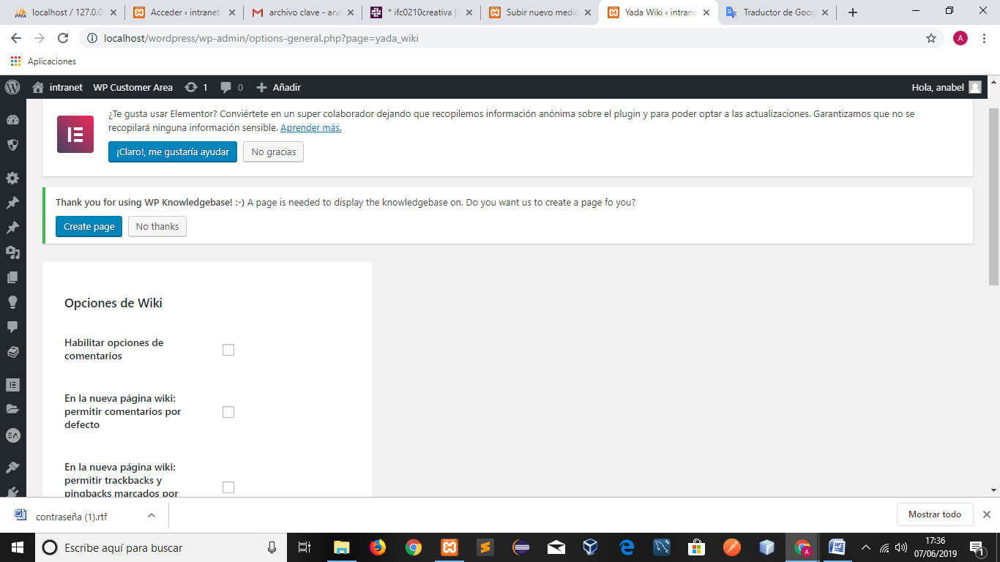 localhost / 127.0.0
Acceder ‹ intranet
archivo clave - ana
* ifc0210creativa |
Subir nuevo medio
Yada Wiki ‹ intrane
Traductor de Goog
localhost/wordpress/wp-admin/options-general.php?page=yada_wiki
A
Aplicaciones
intranet WP Customer Area 1 0 Añadir
Hola, anabel
¿Te gusta usar Elementor? Conviértete en un super colaborador dejando que recopilemos información anónima sobre el plugin y para poder optar a las actualizaciones. Garantizamos que no se
recopilará ninguna información sensible. Aprender más.
¡Claro!, me gustaría ayudar No gracias
Thank you for using WP Knowledgebase! :-) A page is needed to display the knowledgebase on. Do you want us to create a page fo you?
Create page No thanks
Opciones de Wiki
Habilitar opciones de
comentarios
En la nueva página wiki:
permitir comentarios por
defecto
En la nueva página wiki:
permitir trackbacks y
pingbacks marcados por
contraseña (1).rtf
Mostrar todo
Escribe aquí para buscar
17:36
07/06/2019
1